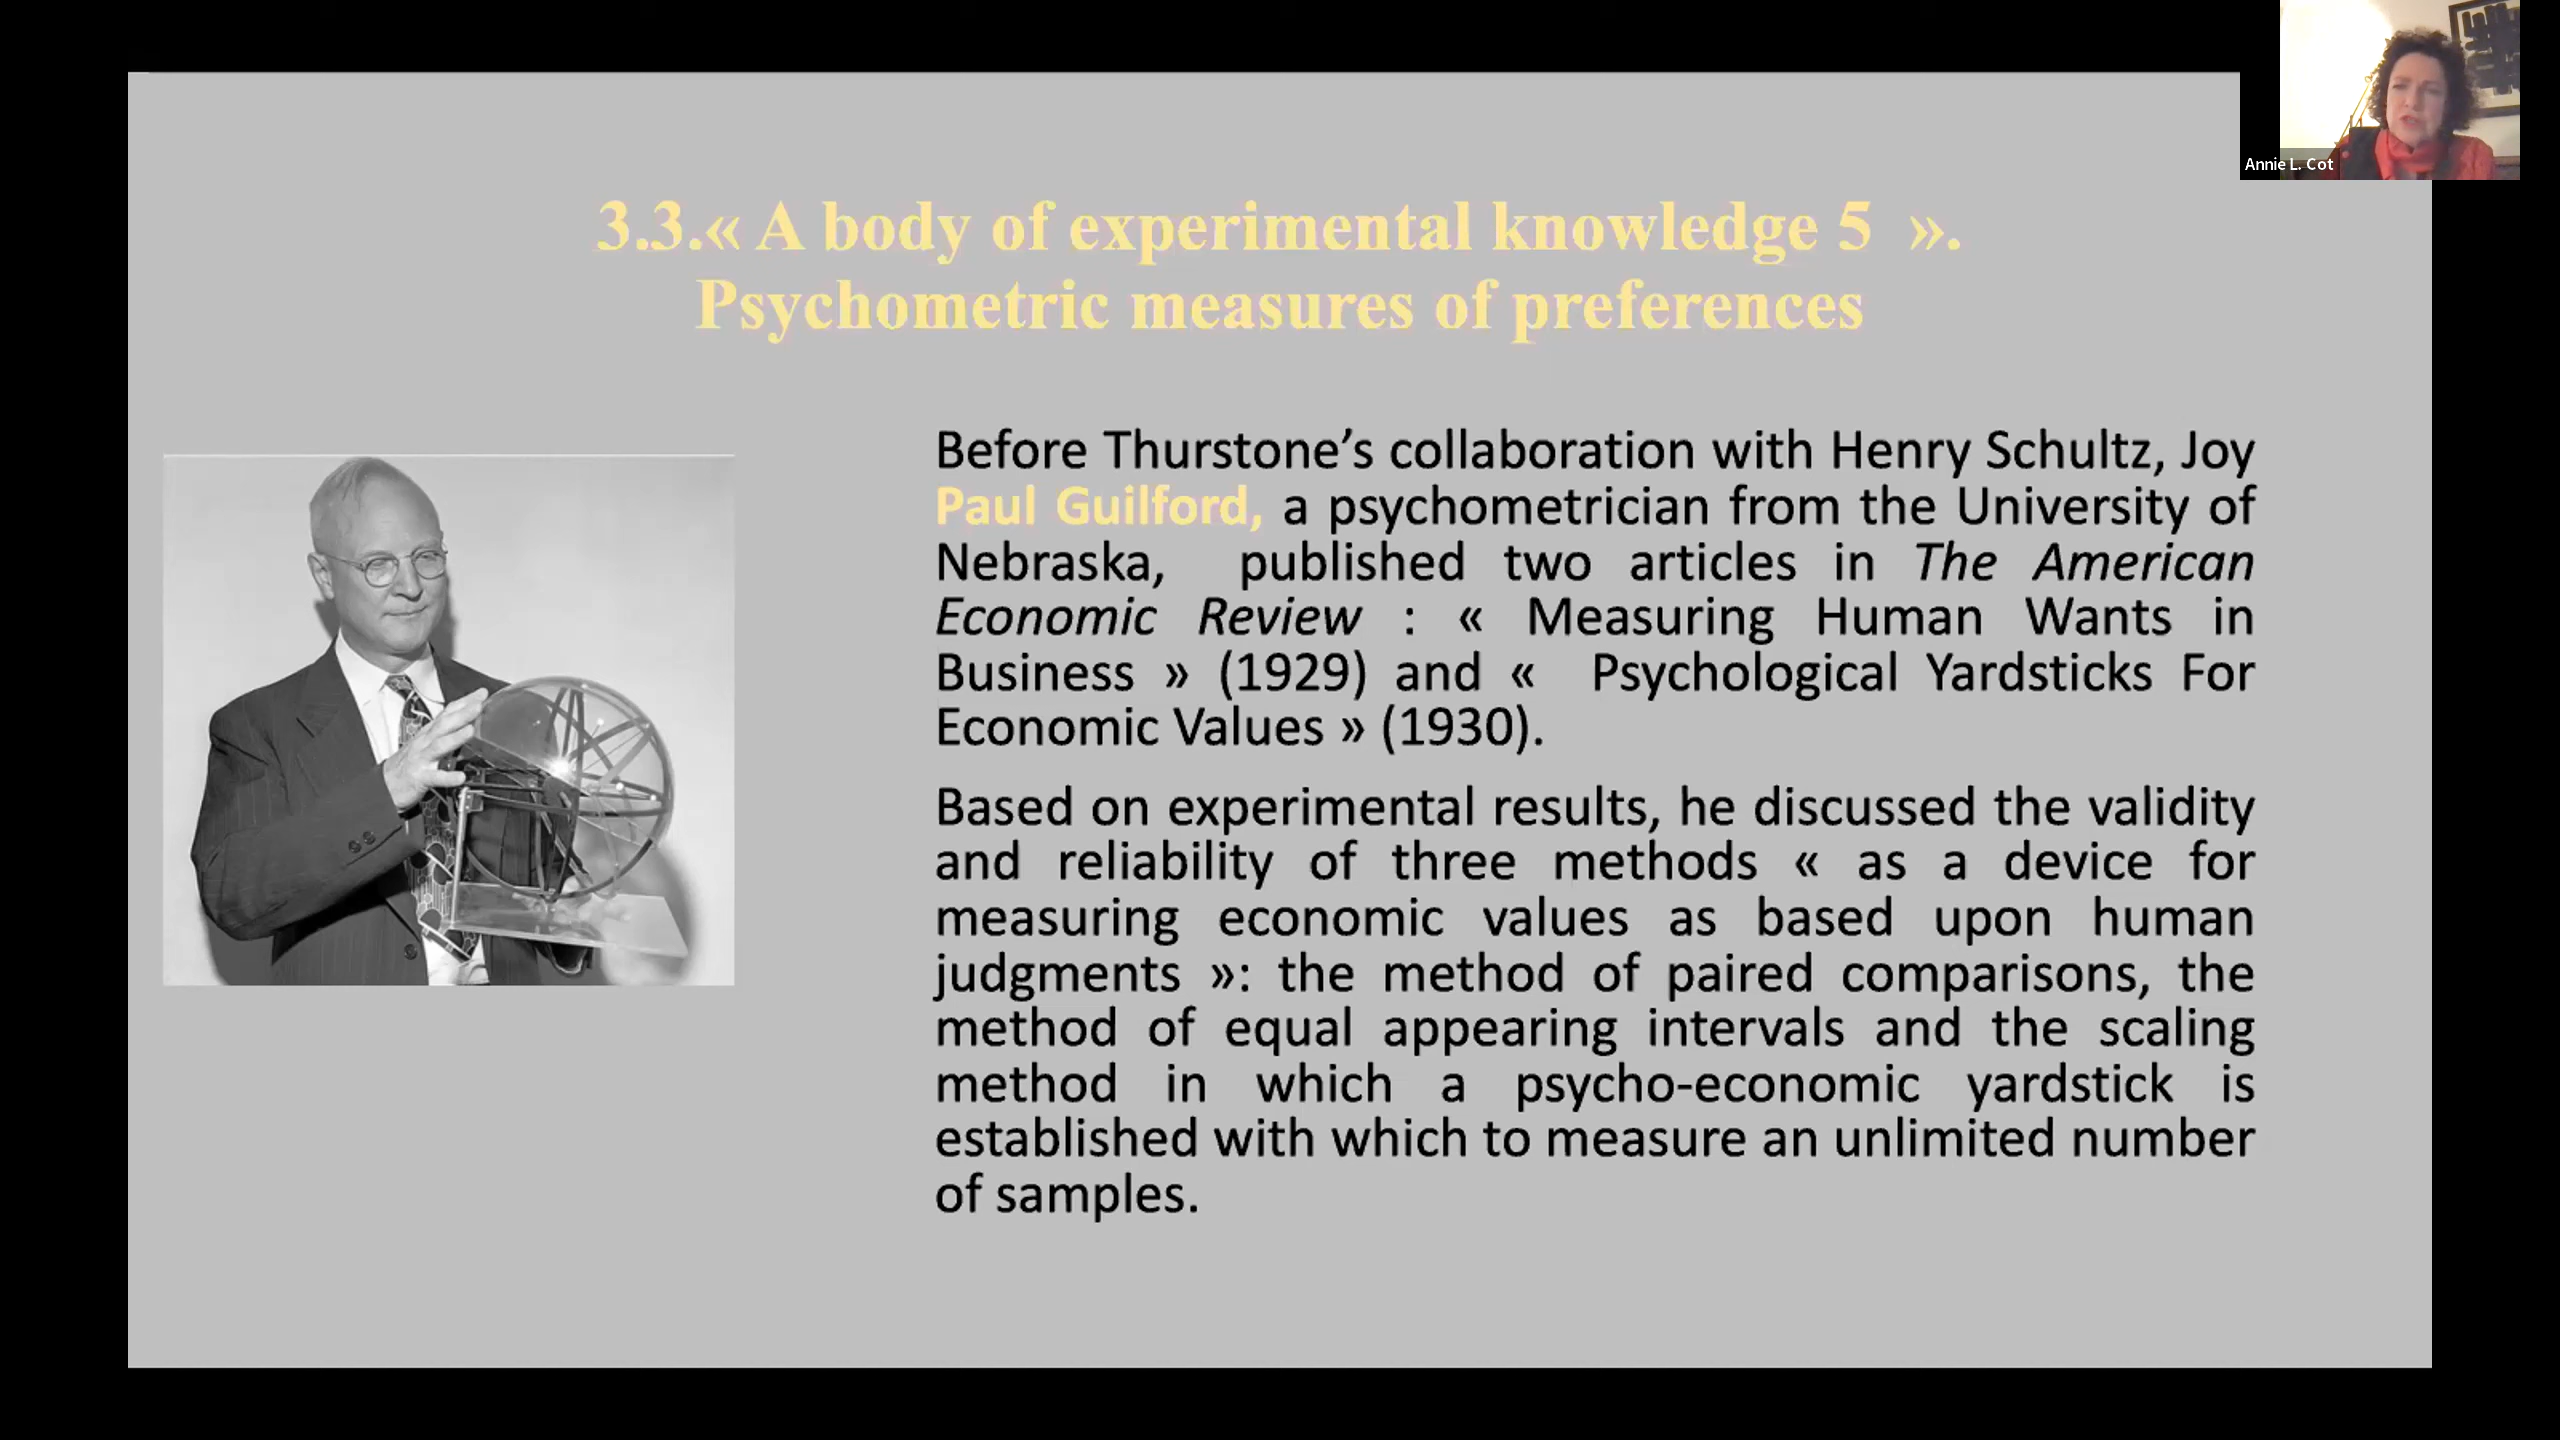 Annie L. Cot
3.3.« A body of experimental knowledge 5  ».
Psychometric measures of preferences
Before Thurstone’s collaboration with Henry Schultz, Joy
Paul Guilford, a psychometrician from the University of
Nebraska,  published two articles in The American
Economic Review : « Measuring Human Wants in
Business » (1929) and «  Psychological Yardsticks For
Economic Values » (1930).
Based on experimental results, he discussed the validity
and reliability of three methods « as a device for
measuring economic values as based upon human
judgments »: the method of paired comparisons, the
method of equal appearing intervals and the scaling
method in which a psycho-economic yardstick is
established with which to measure an unlimited number
of samples.